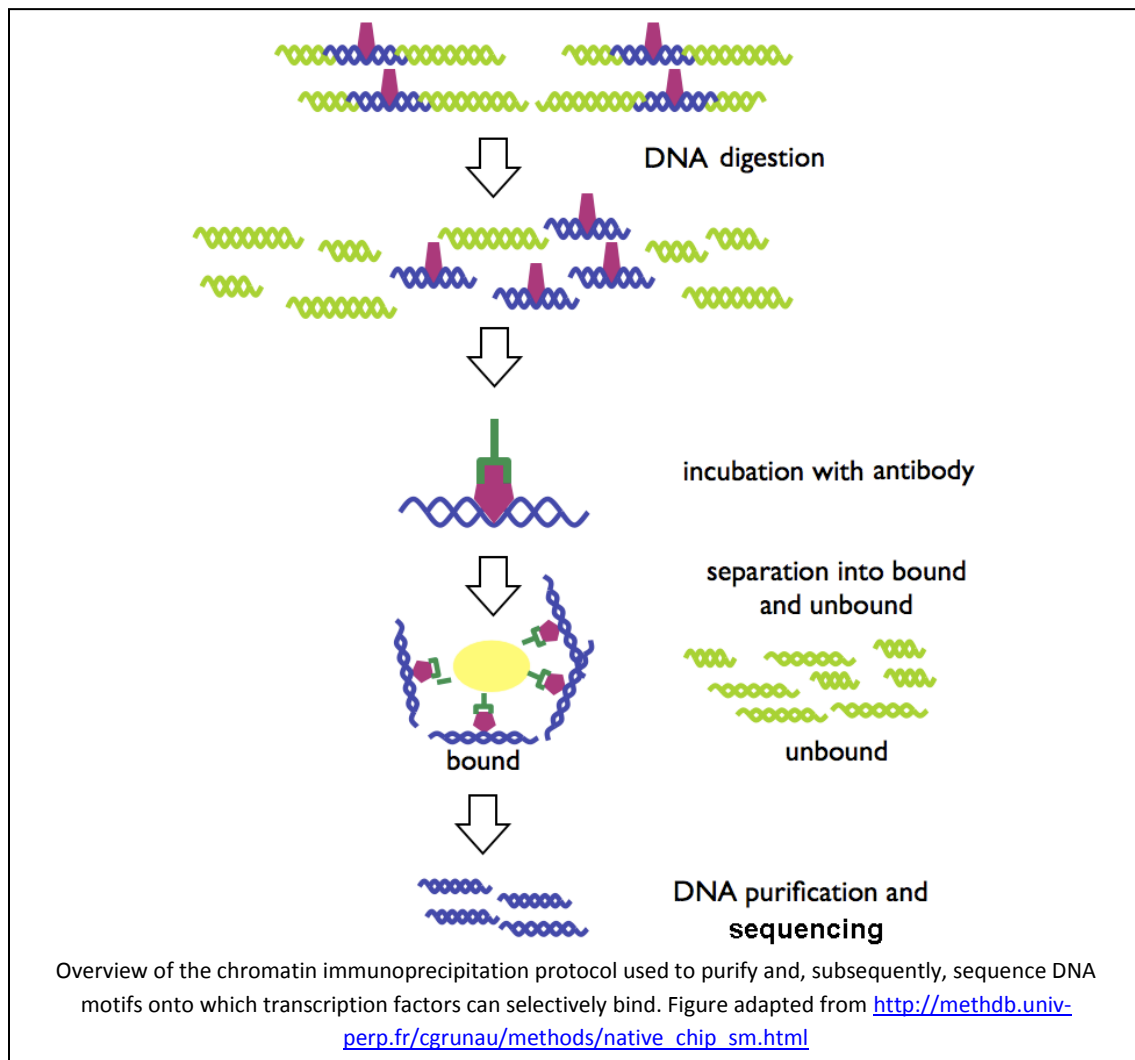 DNA digestion
incubation with antibody
separation into bound
and unbound
bound
unbound
DNA purification and
sequencing
Overview of the chromatin immunoprecipitation protocol used to purify and, subsequently, sequence DNA
motifs onto which transcription factors can selectively bind. Figure adapted from http://methdb.univ-
perp.fr/cgrunau/methods/native_chip_sm.html